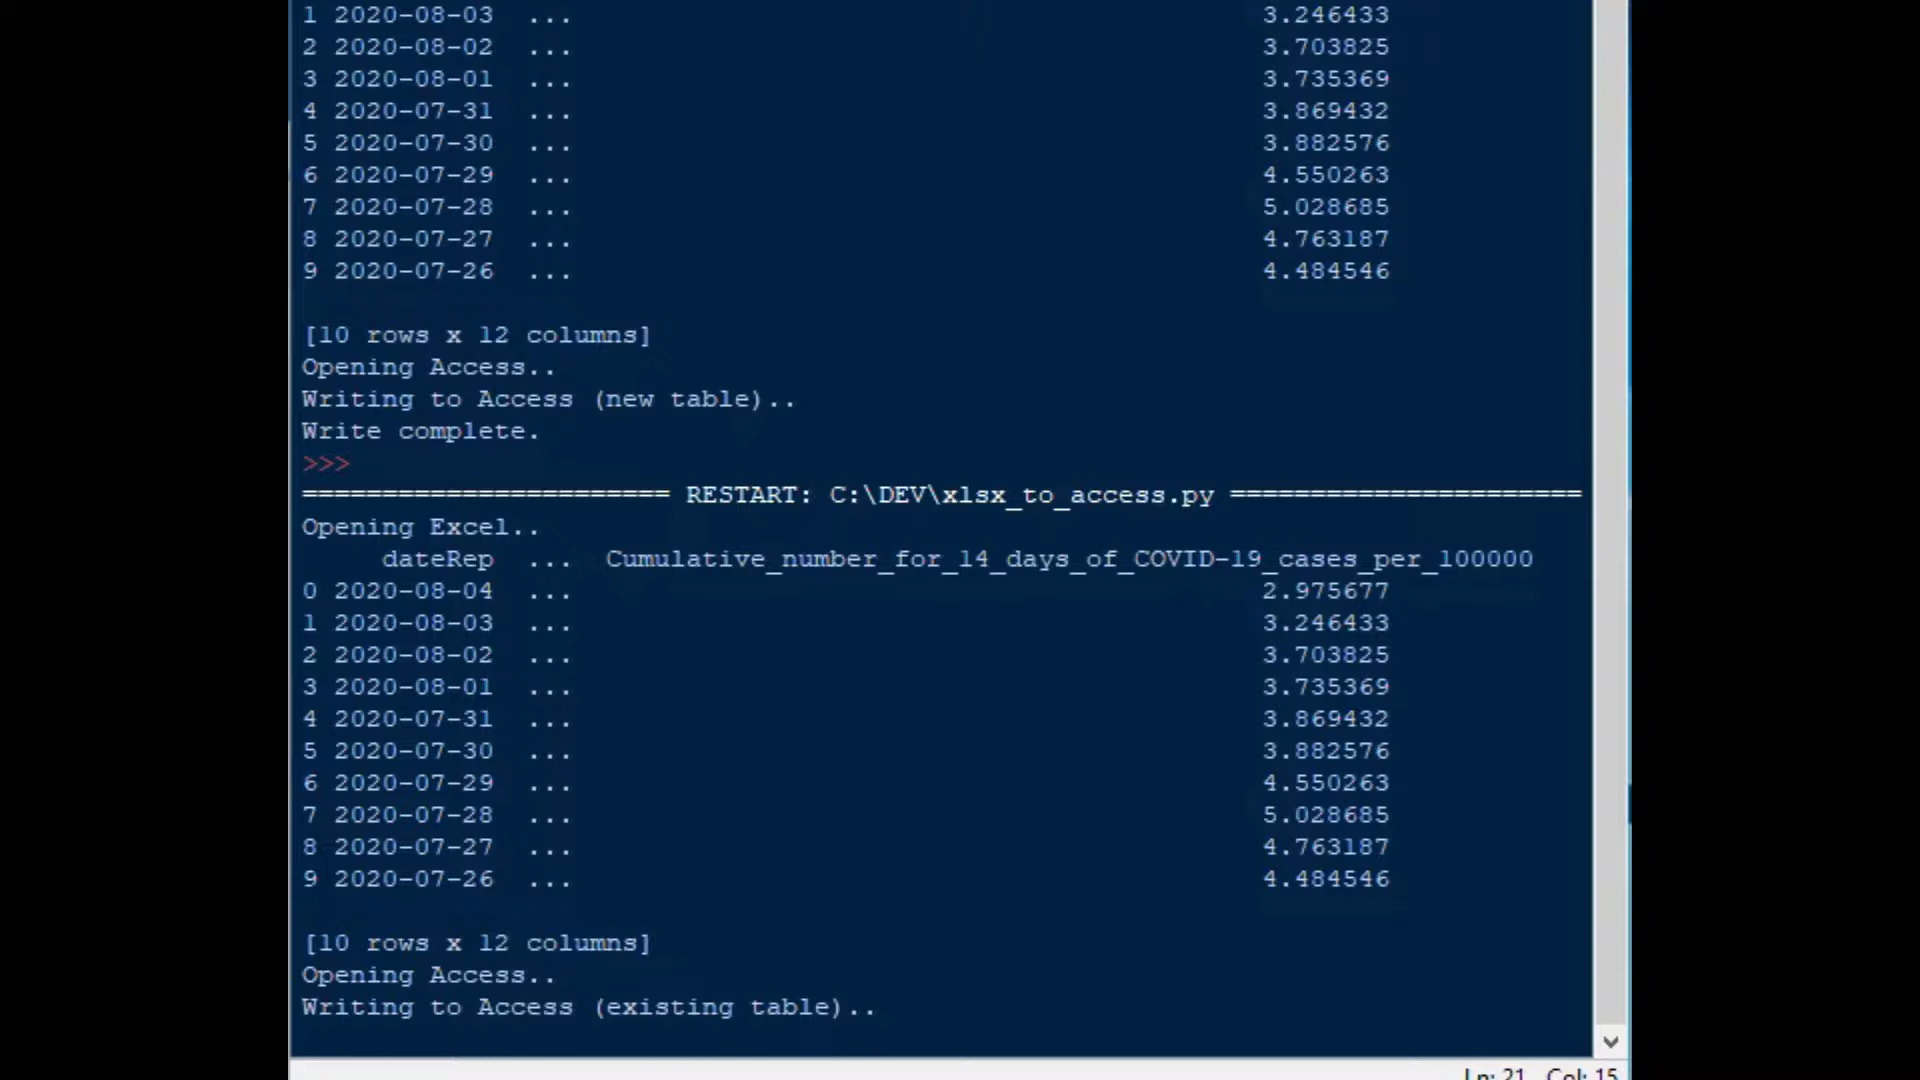 1 2020-08-03 ... 3.246433
2 2020-08-02 ... 3.703825
3 2020-08-01 ... 3.735369
4 2020-07-31 ... 3.869432
5 2020-07-30 ... 3.882576
6 2020-07-29 ... 4.550263
7 2020-07-28 ... 5.028685
8 2020-07-27 ... 4.763187
9 2020-07-26 ... 4.484546
[10 rows x 12 columns]
Opening Access..
Writing to Access (new table)..
Write complete.
>>>
======================= RESTART: C:\DEV\xlsx_to_access.py ======================
Opening Excel..
dateRep ... Cumulative_number_for_14_days_of_COVID-19_cases_per_100000
0 2020-08-04 ... 2.975677
1 2020-08-03 ... 3.246433
2 2020-08-02 ... 3.703825
3 2020-08-01 ... 3.735369
4 2020-07-31 ... 3.869432
5 2020-07-30 ... 3.882576
6 2020-07-29 ... 4.550263
7 2020-07-28 ... 5.028685
8 2020-07-27 ... 4.763187
9 2020-07-26 ... 4.484546
[10 rows x 12 columns]
Opening Access..
Writing to Access (existing table)..
Ln: 21 Col: 15